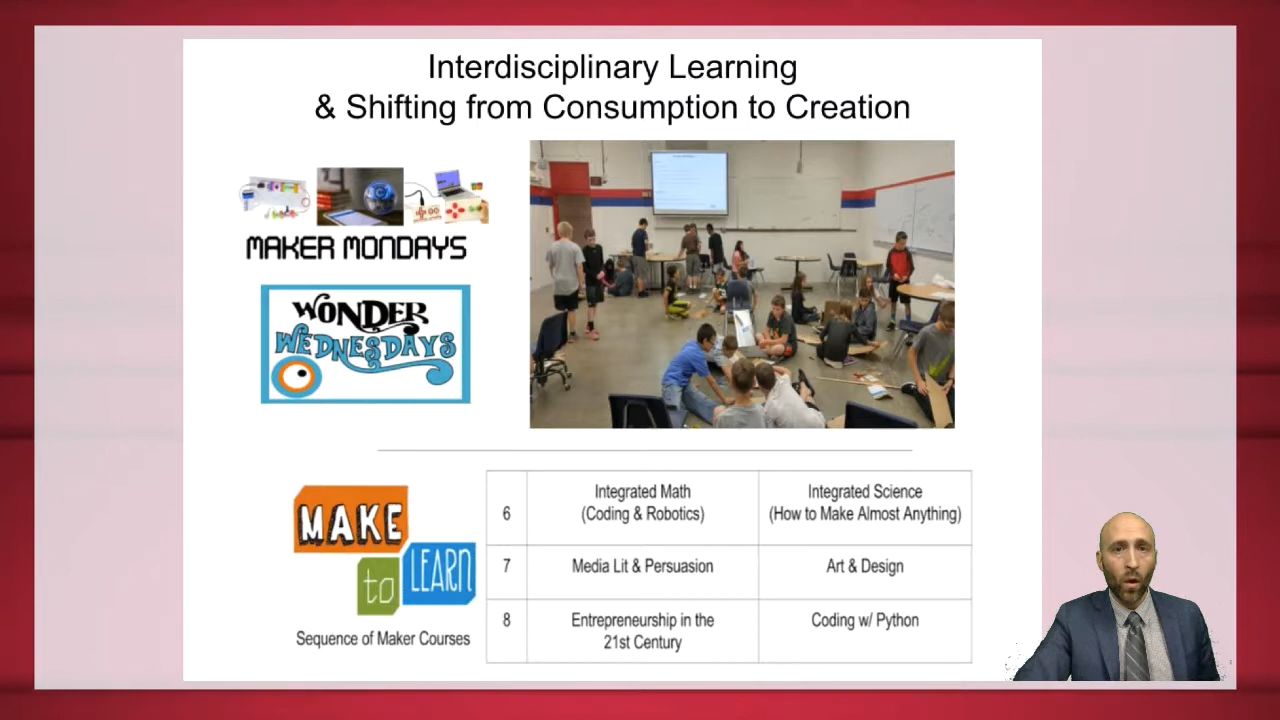 Interdisciplinary Learning
& Shifting from Consumption to Creation
MAKER MONDAYS
WONDER
WEDNESDAYS
MAKE
to
LEARN
Sequence of Maker Courses
6
Integrated Math
(Coding & Robotics)
Integrated Science
(How to Make Almost Anything)
7
Media Lit & Persuasion
Art & Design
8
Entrepreneurship in the
21st Century
Coding w/ Python